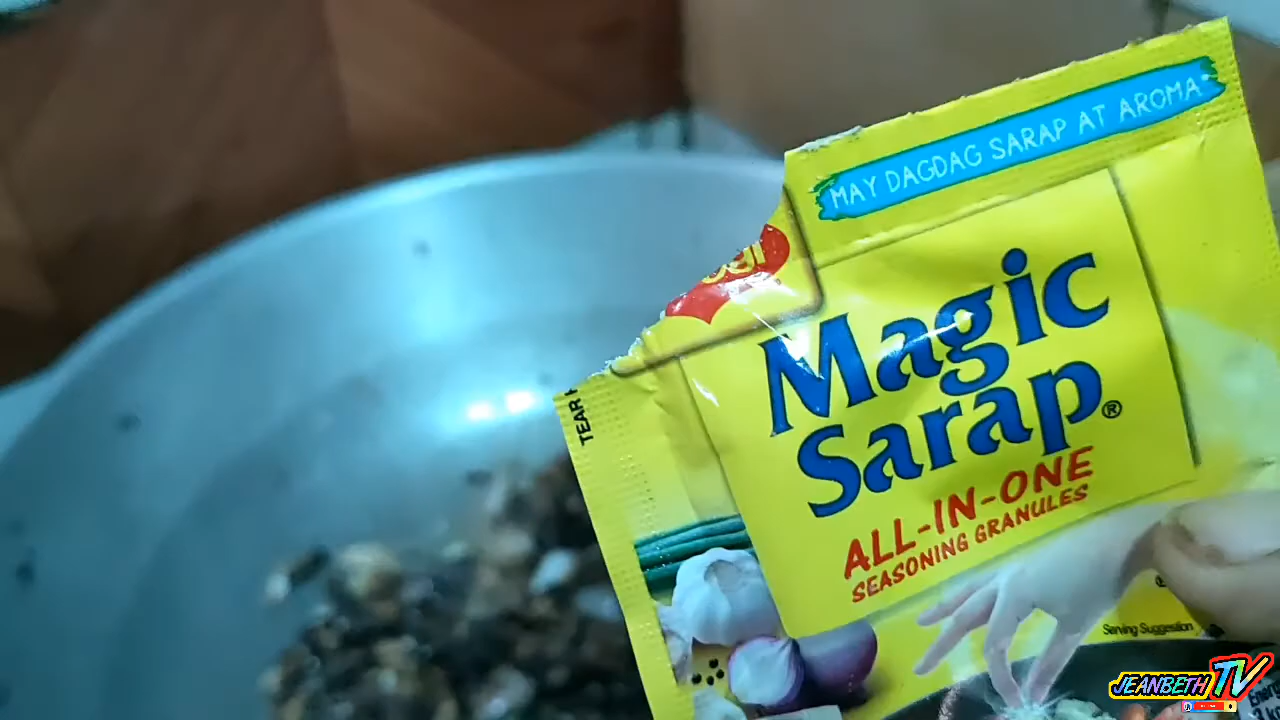 MAY DAGDAG SARAP AT AROMA*
Magic
Sarap®
ALL-IN-ONE
SEASONING GRANULES
TEAR
Serving Suggestion
JEANBETH TV